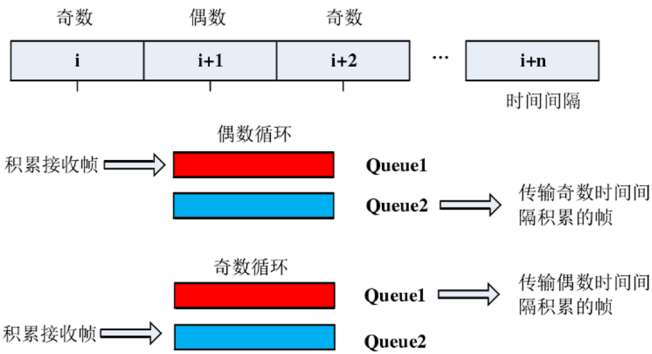 奇数 偶数 奇数
i i+1 i+2 ... i+n
时间间隔
偶数循环
积累接收帧 Queue1
Queue2 传输奇数时间间
隔积累的帧
奇数循环
Queue1 传输偶数时间间
隔积累的帧
积累接收帧 Queue2